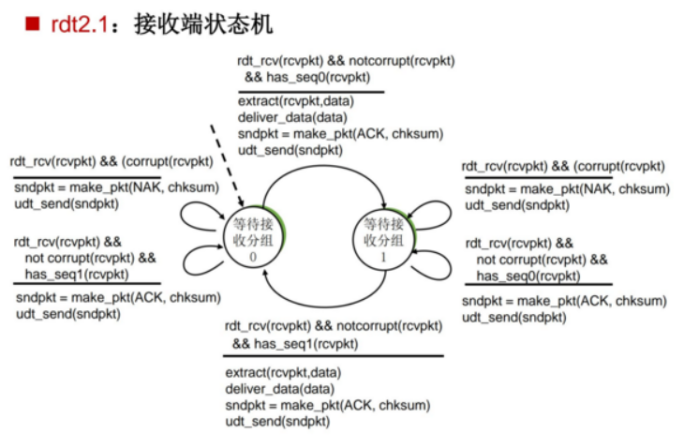 ■ rdt2.1：接收端状态机
rdt_rcv(rcvpkt) && notcorrupt(rcvpkt)
&& has_seq0(rcvpkt)
extract(rcvpkt,data)
deliver_data(data)
sndpkt = make_pkt(ACK, chksum)
udt_send(sndpkt)
rdt_rcv(rcvpkt) && (corrupt(rcvpkt)
sndpkt = make_pkt(NAK, chksum)
udt_send(sndpkt)
rdt_rcv(rcvpkt) &&
not corrupt(rcvpkt) &&
has_seq1(rcvpkt)
sndpkt = make_pkt(ACK, chksum)
udt_send(sndpkt)
等待接
收分组
0
等待接
收分组
1
rdt_rcv(rcvpkt) && (corrupt(rcvpkt)
sndpkt = make_pkt(NAK, chksum)
udt_send(sndpkt)
rdt_rcv(rcvpkt) &&
not corrupt(rcvpkt) &&
has_seq0(rcvpkt)
sndpkt = make_pkt(ACK, chksum)
udt_send(sndpkt)
rdt_rcv(rcvpkt) && notcorrupt(rcvpkt)
&& has_seq1(rcvpkt)
extract(rcvpkt,data)
deliver_data(data)
sndpkt = make_pkt(ACK, chksum)
udt_send(sndpkt)